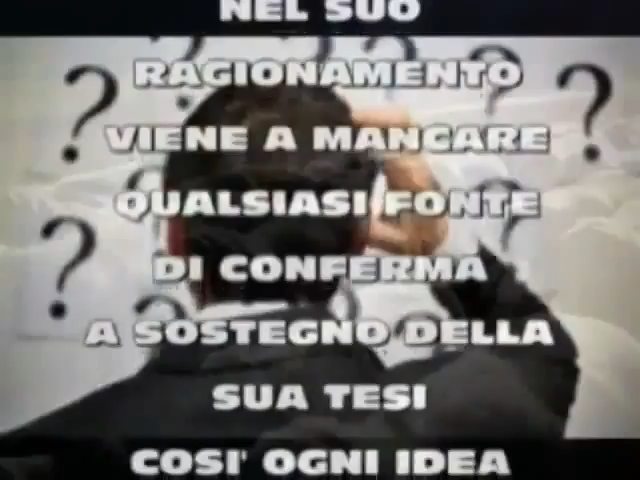 NEL SUO
RAGIONAMENTO
VIENE A MANCARE
QUALSIASI FONTE
DI CONFERMA
A SOSTEGNO DELLA
SUA TESI
COSI' OGNI IDEA